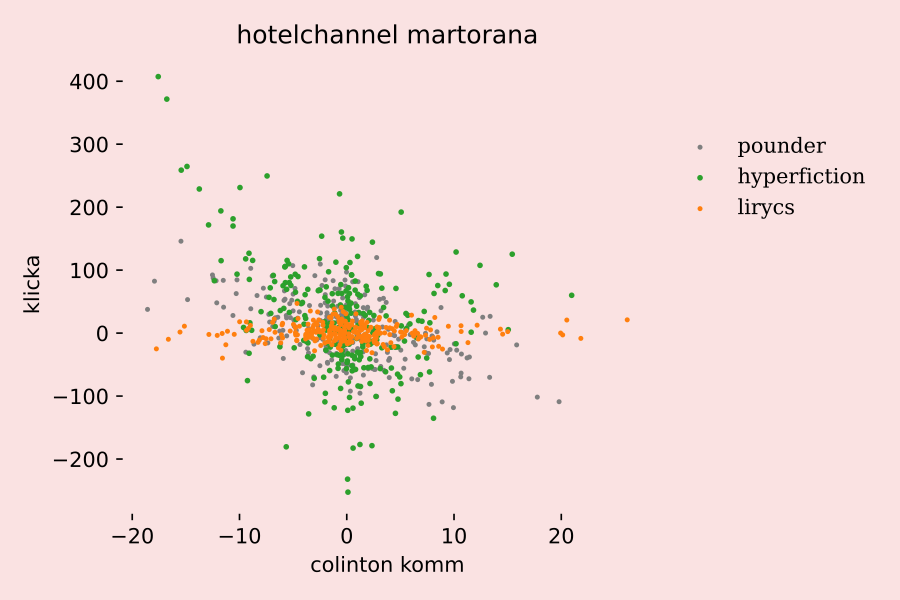 hotelchannel martorana
400
300
200
100
0
−100
−200
klicka
−20
−10
0
10
20
colinton komm
pounder
hyperfiction
lirycs